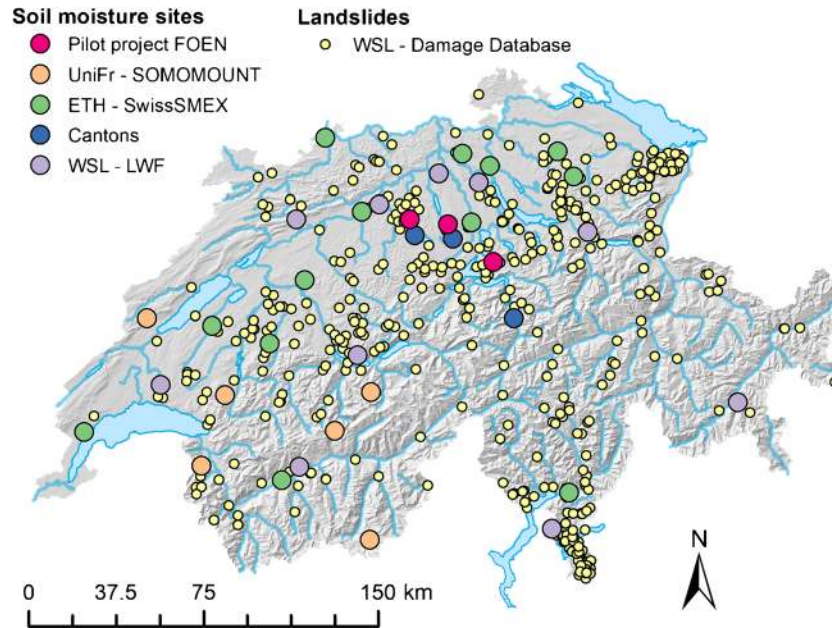 Soil moisture sites
Pilot project FOEN
UniFr - SOMOMOUNT
ETH - SwissSMEX
Cantons
WSL - LWF
Landslides
WSL - Damage Database
N
0 37.5 75 150 km